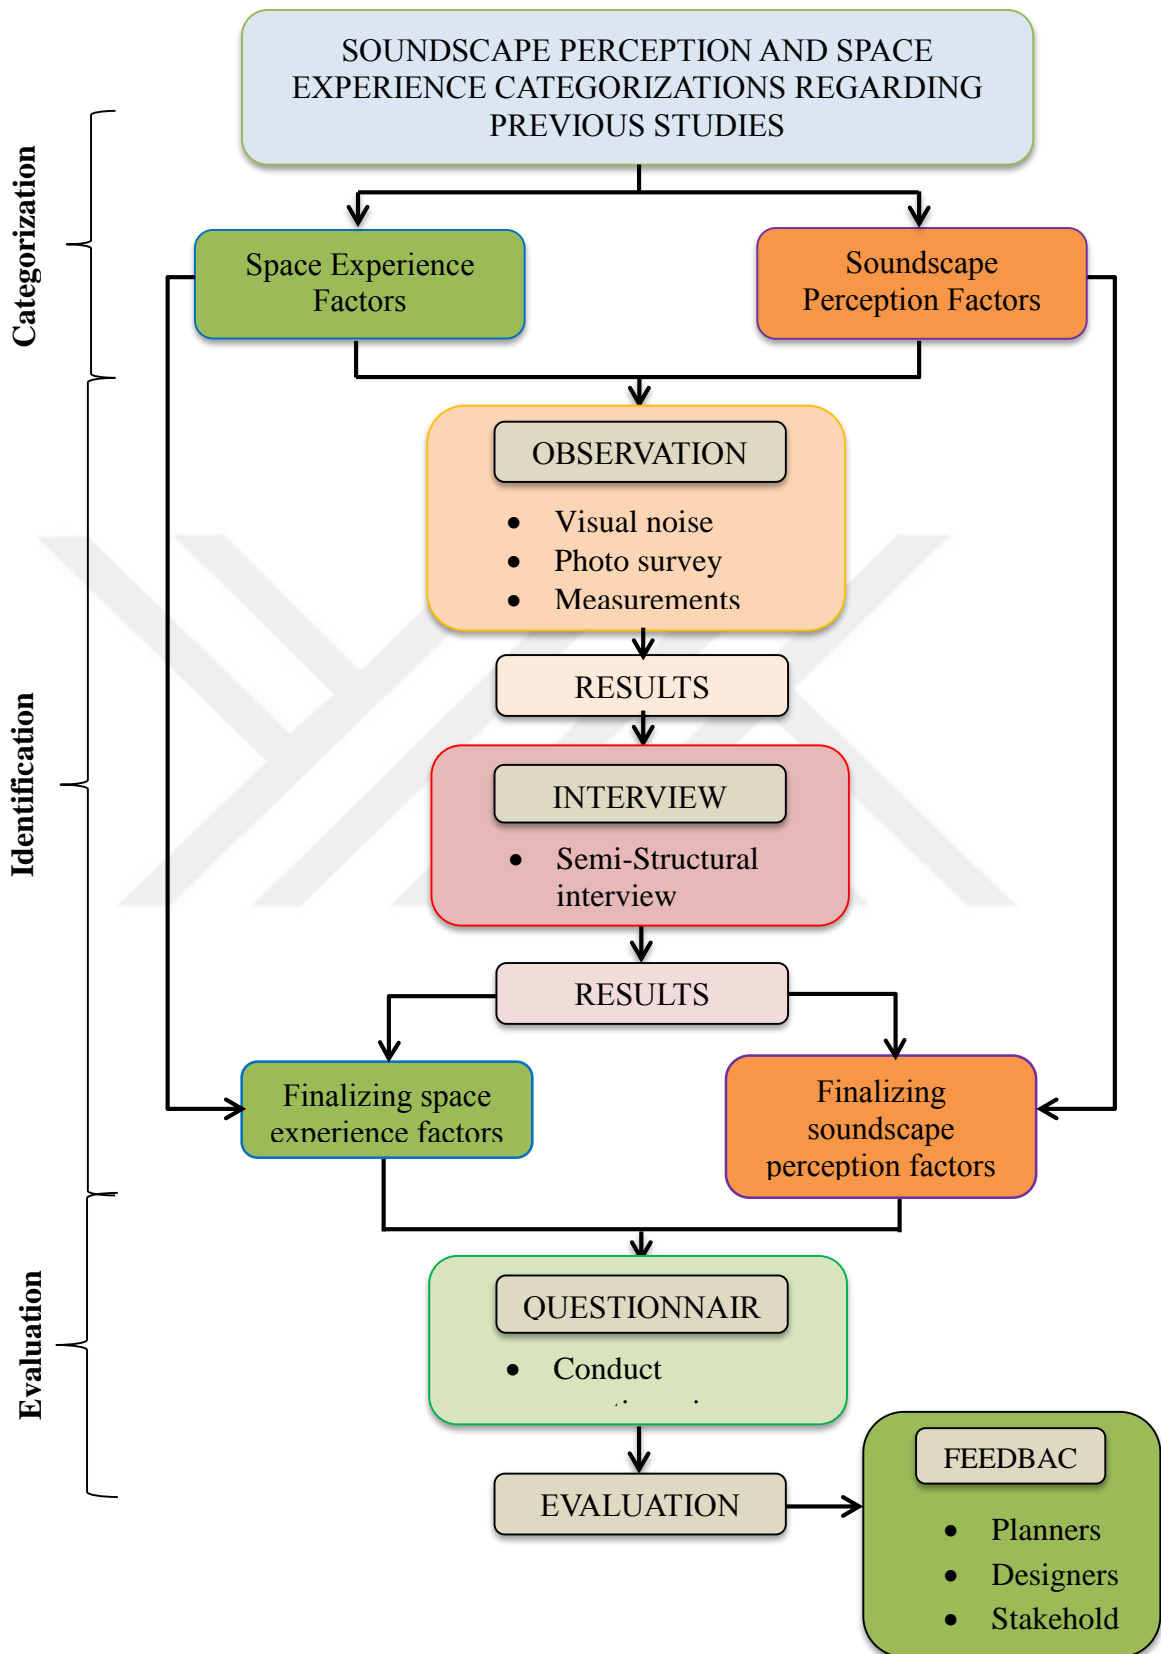 SOUNDSCAPE PERCEPTION AND SPACE
EXPERIENCE CATEGORIZATIONS REGARDING
PREVIOUS STUDIES
Categorization
Space Experience
Factors
Soundscape
Perception Factors
Identification
OBSERVATION
• Visual noise
• Photo survey
• Measurements
RESULTS
INTERVIEW
• Semi-Structural
interview
RESULTS
Finalizing space
experience factors
Finalizing
soundscape
perception factors
Evaluation
QUESTIONNAIR
• Conduct
EVALUATION
FEEDBAC
• Planners
• Designers
• Stakehold